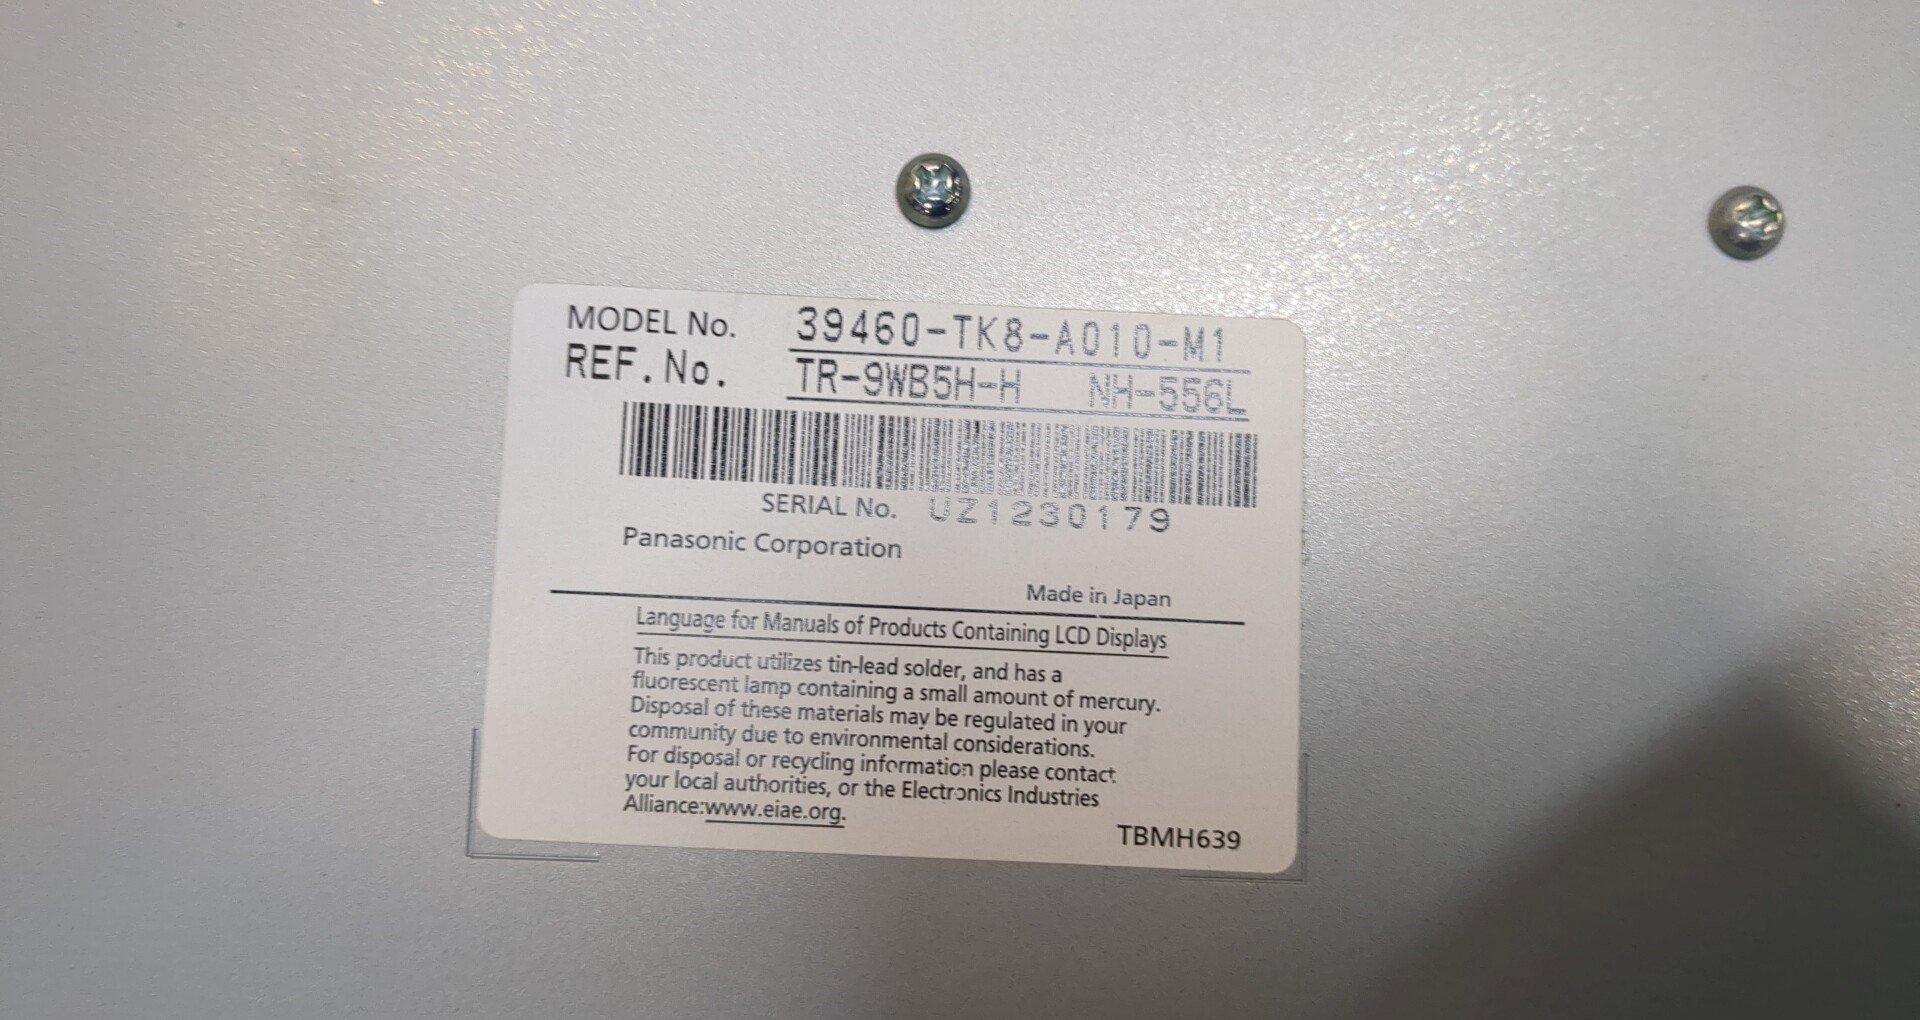 MODEL No. 39460-TK8-A010-M1
REF.No. TR-9WB5H-H NH-556L
SERIAL No.
Panasonic Corporation
Made in Japan
Language for Manuals of Products Containing LCD Displays
This product utilizes tin-lead solder, and has a
fluorescent lamp containing a small amount of mercury.
Disposal of these materials may be regulated in your
community due to environmental considerations.
For disposal or recycling information please contact
your local authorities, or the Electronics Industries
Alliance:www.eiae.org.
TBMH639